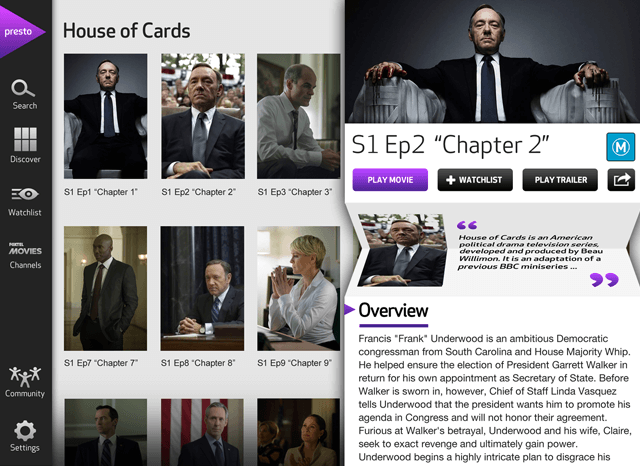 presto
Search
Discover
Watchlist
FOXTEL
MOVIES
Channels
Community
Settings
House of Cards
S1 Ep1 "Chapter 1"
S1 Ep2 "Chapter 2"
S1 Ep3 "Chapter 3"
S1 Ep7 "Chapter 7"
S1 Ep8 "Chapter 8"
S1 Ep9 "Chapter 9"
S1 Ep2 “Chapter 2”
M
PLAY MOVIE
+ WATCHLIST
PLAY TRAILER
“
House of Cards is an American
political drama television series,
developed and produced by Beau
Willimon. It is an adaptation of a
previous BBC miniseries ...
”
Overview
Francis "Frank" Underwood is an ambitious Democratic
congressman from South Carolina and House Majority Whip.
He helped ensure the election of President Garrett Walker in
return for his own appointment as Secretary of State. Before
Walker is sworn in, however, Chief of Staff Linda Vasquez
tells Underwood that the president wants him to promote his
agenda in Congress and will not honor their agreement.
Furious at Walker's betrayal, Underwood and his wife, Claire,
seek to exact revenge and ultimately gain power.
Underwood begins a highly intricate plan to disgrace his